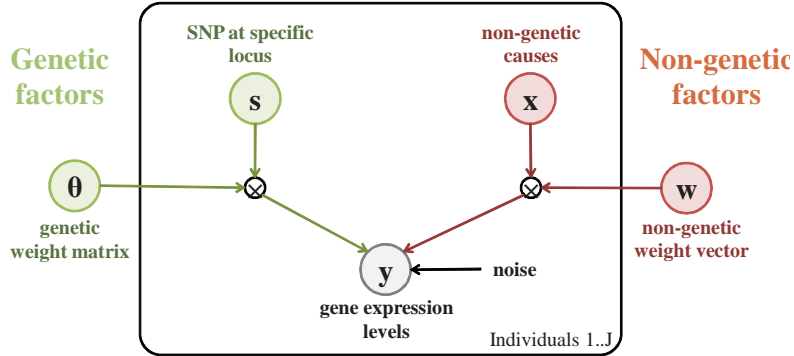 Genetic
factors
SNP at specific
locus
s
non-genetic
causes
x
Non-genetic
factors
θ
genetic
weight matrix
w
non-genetic
weight vector
y
noise
gene expression
levels
Individuals 1..J